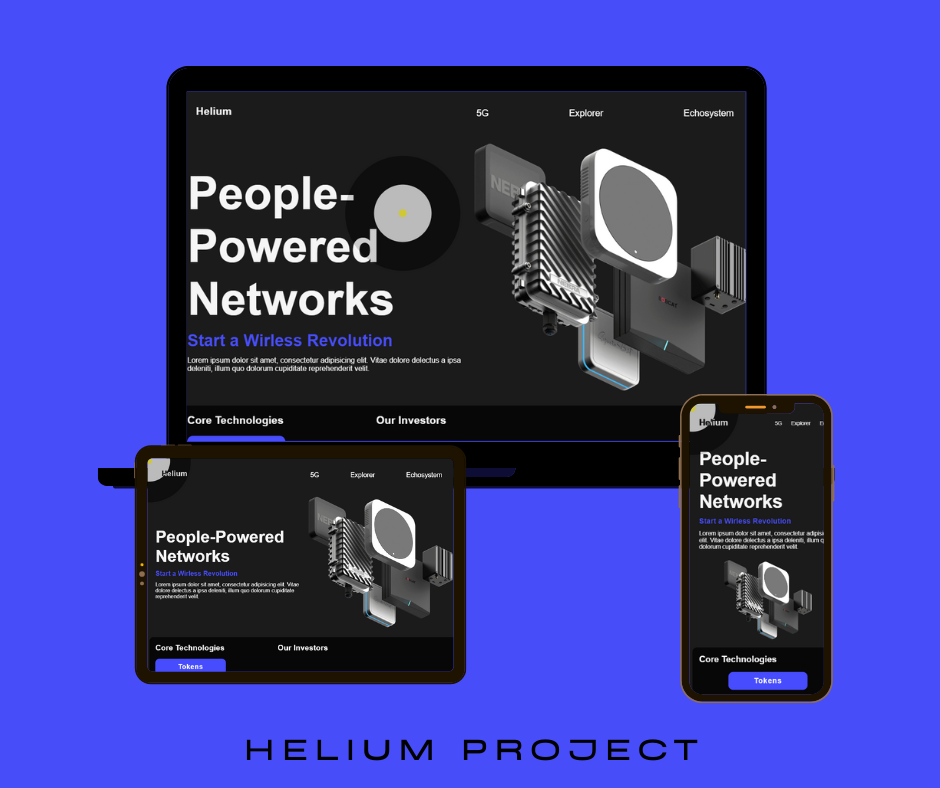 Helium
5G Explorer Echosystem
People-
Powered
Networks
Start a Wirless Revolution
Lorem ipsum dolor sit amet, consectetur adipisicing elit. Vitae dolore delectus a ipsa
deleniti, illum quo dolorum cupiditate reprehenderit velit.
Core Technologies Our Investors
Helium
5G Explorer Echosystem
People-Powered
Networks
Start a Wirless Revolution
Lorem ipsum dolor sit amet, consectetur adipisicing elit. Vitae
dolore delectus a ipsa deleniti, illum quo dolorum cupiditate
reprehenderit velit.
Core Technologies Our Investors
Tokens
Helium
5G Explorer E
People-
Powered
Networks
Start a Wirless Revolution
Lorem ipsum dolor sit amet, consectetur adipisicing
elit. Vitae dolore delectus a ipsa deleniti, illum q
dolorum cupiditate reprehenderit velit.
Core Technologies
Tokens
HELIUM PROJECT